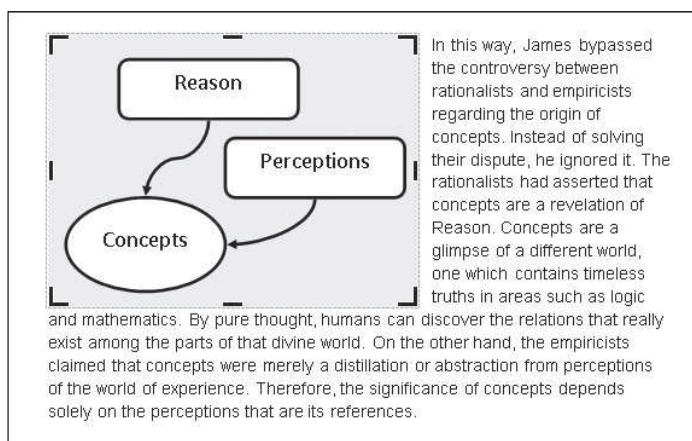 Reason
Perceptions
Concepts
In this way, James bypassed
the controversy between
rationalists and empiricists
regarding the origin of
concepts. Instead of solving
their dispute, he ignored it. The
rationalists had asserted that
concepts are a revelation of
Reason. Concepts are a
glimpse of a different world,
one which contains timeless
truths in areas such as logic
and mathematics. By pure thought, humans can discover the relations that really
exist among the parts of that divine world. On the other hand, the empiricists
claimed that concepts were merely a distillation or abstraction from perceptions
of the world of experience. Therefore, the significance of concepts depends
solely on the perceptions that are its references.